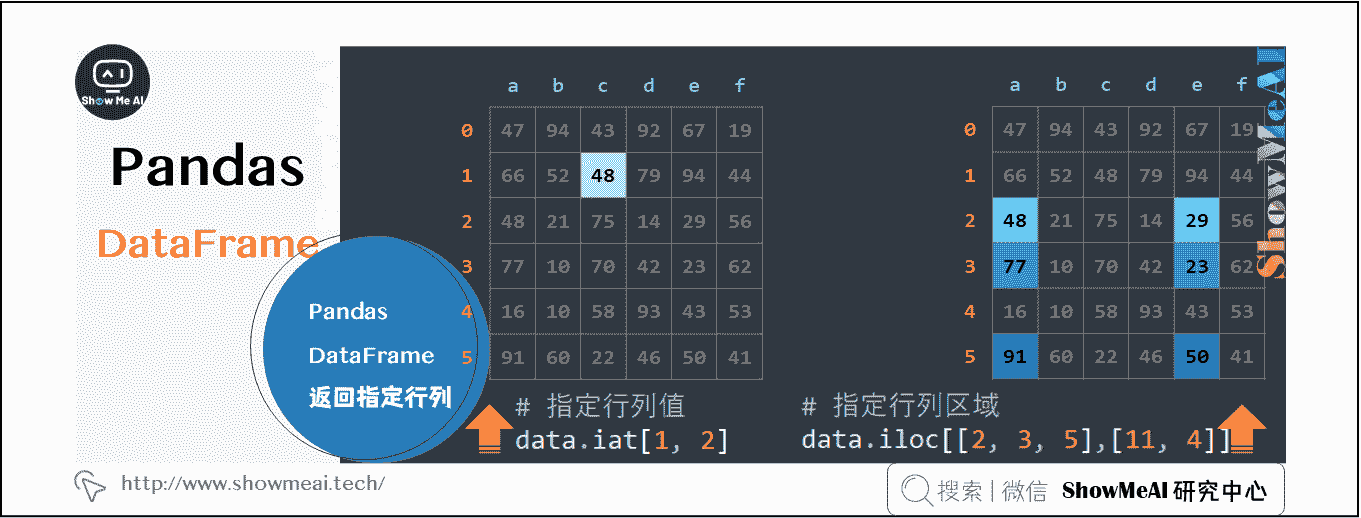 Show Me AI
Pandas
DataFrame
Pandas
DataFrame
返回指定行列
a b c d e f
0 47 94 43 92 67 19
1 66 52 48 79 94 44
2 48 21 75 14 29 56
3 77 10 70 42 23 62
4 16 10 58 93 43 53
5 91 60 22 46 50 41
# 指定行列值
data.iat[1, 2]
a b c d e f
0 47 94 43 92 67 19
1 66 52 48 79 94 44
2 48 21 75 14 29 56
3 77 10 70 42 23 62
4 16 10 58 93 43 53
5 91 60 22 46 50 41
# 指定行列区域
data.iloc[[2, 3, 5],[11, 4]]
ShowMeAI
http://www.showmeai.tech/
搜索 | 微信 ShowMeAI 研究中心